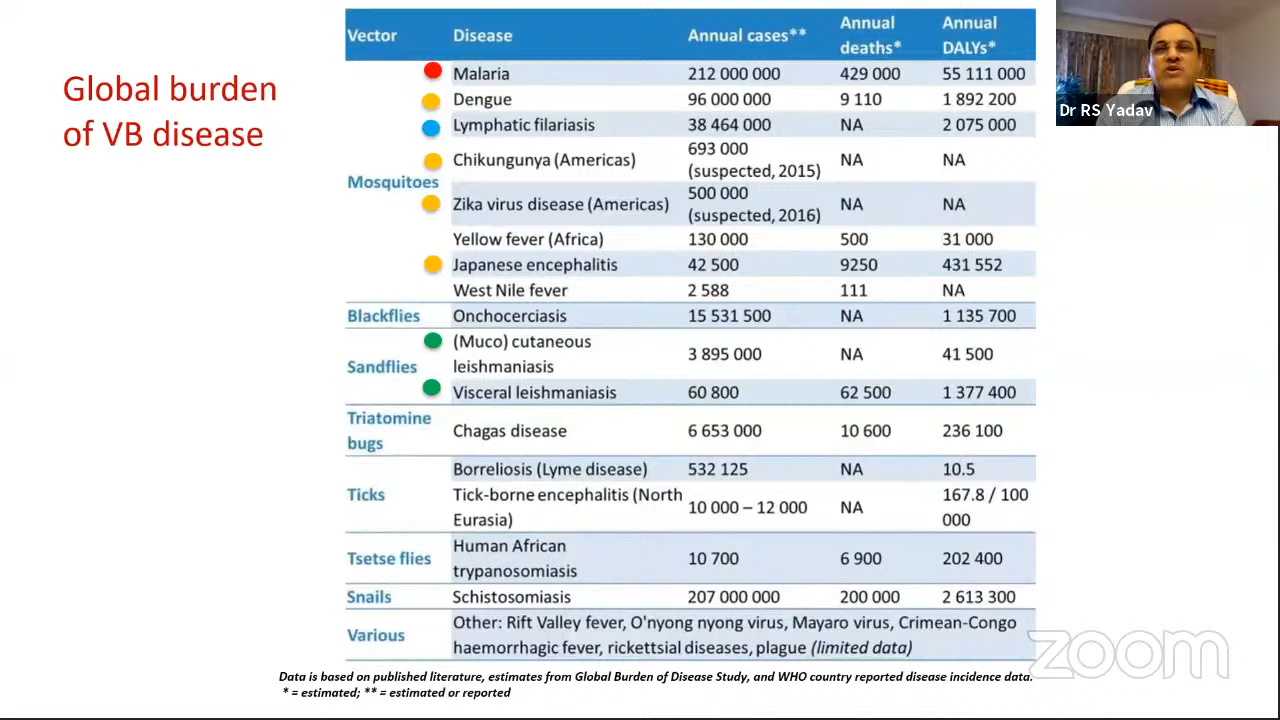 Global burden
of VB disease
Vector Disease Annual cases** Annual deaths* Annual DALYs*
Mosquitoes
Malaria 212 000 000 429 000 55 111 000
Dengue 96 000 000 9 110 1 892 200
Lymphatic filariasis 38 464 000 NA 2 075 000
Chikungunya (Americas) 693 000 (suspected, 2015) NA NA
Zika virus disease (Americas) 500 000 (suspected, 2016) NA NA
Yellow fever (Africa) 130 000 500 31 000
Japanese encephalitis 42 500 9250 431 552
West Nile fever 2 588 111 NA
Blackflies Onchocerciasis 15 531 500 NA 1 135 700
Sandflies
(Muco) cutaneous leishmaniasis 3 895 000 NA 41 500
Visceral leishmaniasis 60 800 62 500 1 377 400
Triatomine bugs Chagas disease 6 653 000 10 600 236 100
Ticks
Borreliosis (Lyme disease) 532 125 NA 10.5
Tick-borne encephalitis (North Eurasia) 10 000 – 12 000 NA 167.8 / 100 000
Tsetse flies Human African trypanosomiasis 10 700 6 900 202 400
Snails Schistosomiasis 207 000 000 200 000 2 613 300
Various Other: Rift Valley fever, O'nyong nyong virus, Mayaro virus, Crimean-Congo
haemorrhagic fever, rickettsial diseases, plague (limited data)
Data is based on published literature, estimates from Global Burden of Disease Study, and WHO country reported disease incidence data.
* = estimated; ** = estimated or reported
Dr RS Yadav
zoom